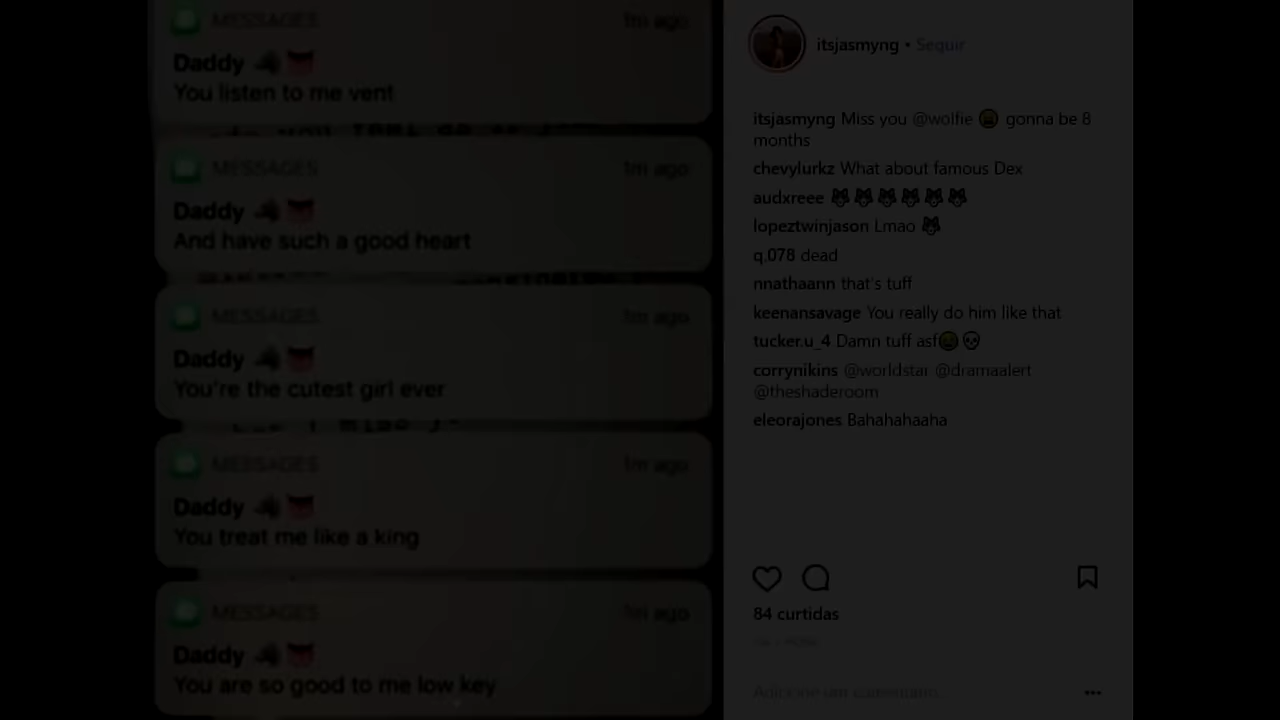 MESSAGES 1m ago
Daddy
You listen to me vent
MESSAGES 1m ago
Daddy
And have such a good heart
MESSAGES 1m ago
Daddy
You're the cutest girl ever
MESSAGES 1m ago
Daddy
You treat me like a king
MESSAGES 1m ago
Daddy
You are so good to me low key
itsjasmyng • Seguir
itsjasmyng Miss you @wolfie 😭 gonna be 8
months
chevylurkz What about famous Dex
audxreee 🐺🐺🐺🐺🐺🐺
lopeztwinjason Lmao 🐺
q.078 dead
nnathaann that's tuff
keenansavage You really do him like that
tucker.u_4 Damn tuff asf😭💀
corrynikins @worldstar @dramaalert
@theshaderoom
eleorajones Bahahahaaha
84 curtidas
Adicione um comentário...